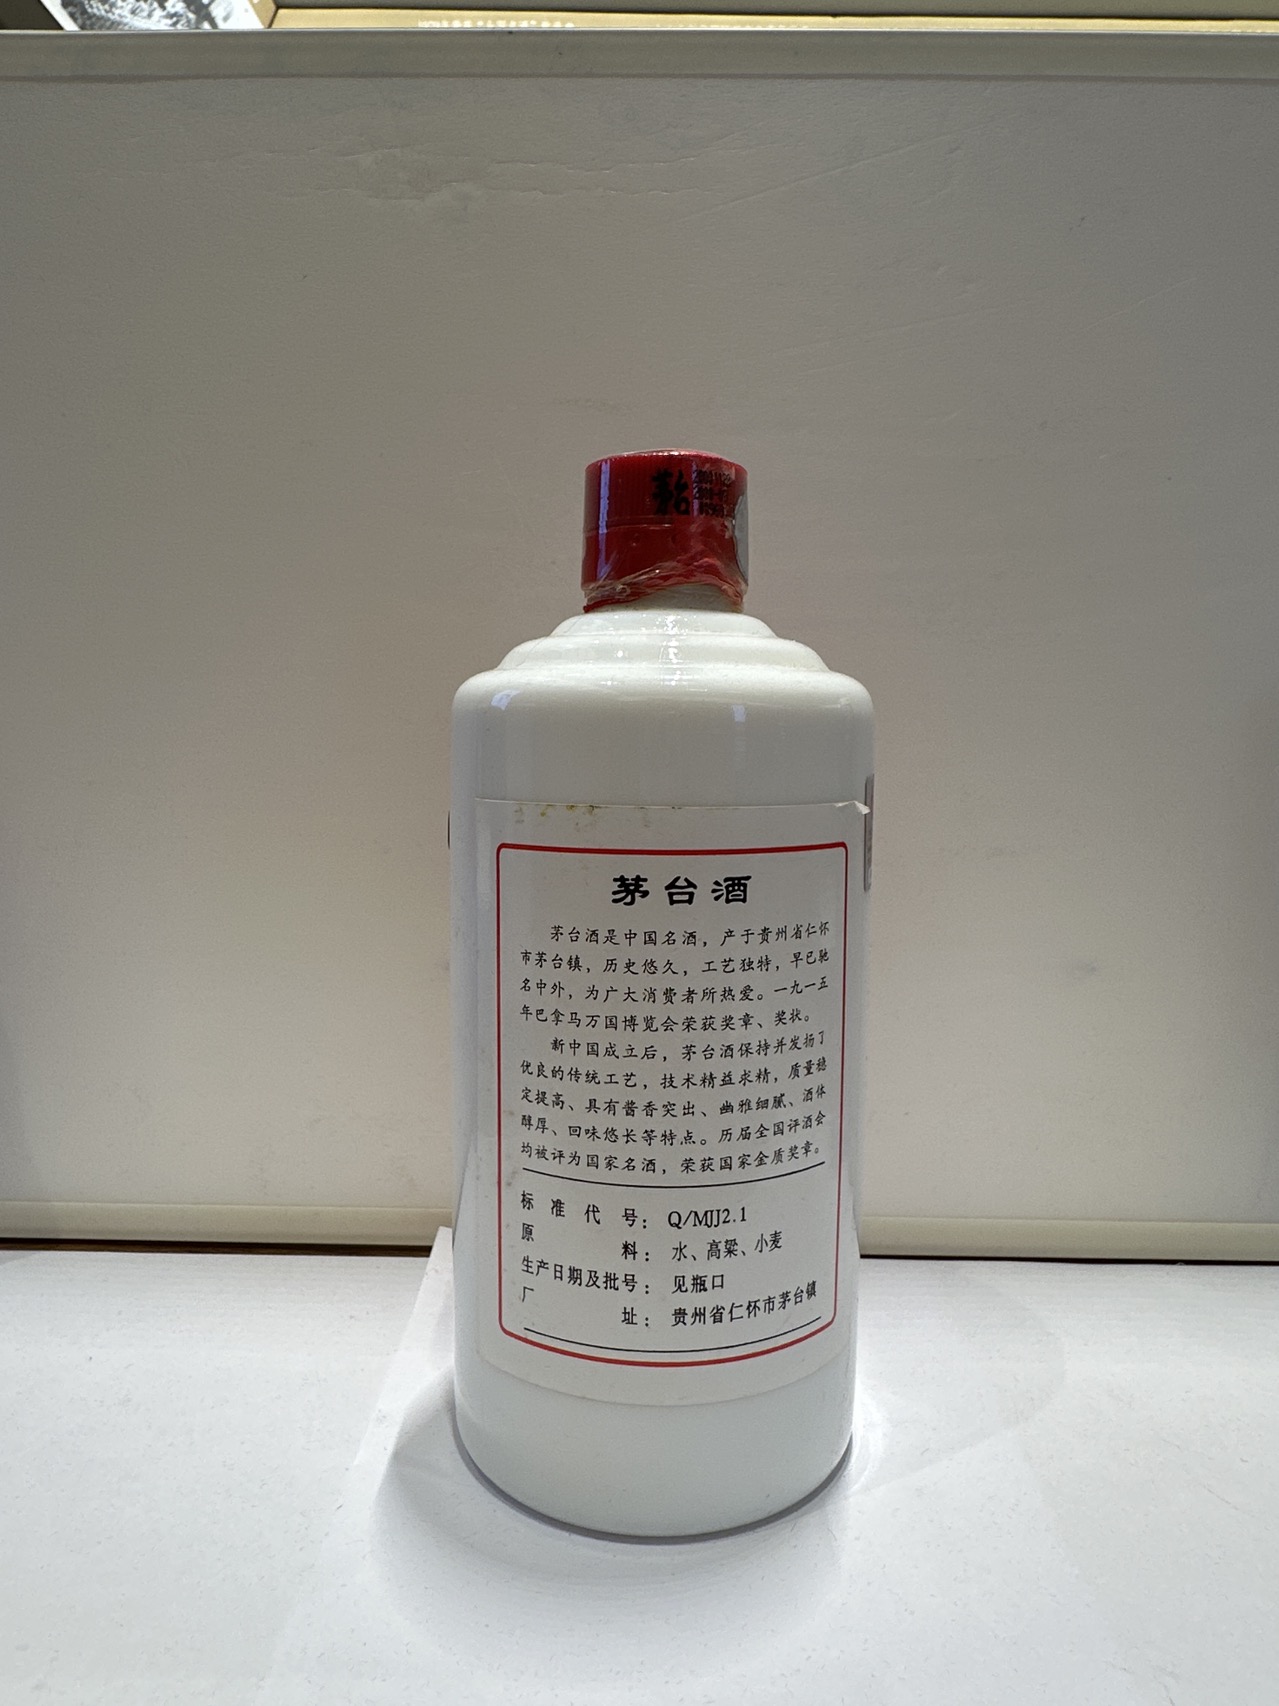 茅台
茅台酒
茅台酒是中国名酒，产于贵州省仁怀
市茅台镇，历史悠久，工艺独特，早已驰
名中外，为广大消费者所热爱。一九一五
年巴拿马万国博览会荣获奖章、奖状。
新中国成立后，茅台酒保持并发扬了
优良的传统工艺，技术精益求精，质量稳
定提高、具有酱香突出、幽雅细腻、酒体
醇厚、回味悠长等特点。历届全国评酒会
均被评为国家名酒，荣获国家金质奖章。
标准代号：Q/MJJ2.1
原料：水、高粱、小麦
生产日期及批号：见瓶口
厂址：贵州省仁怀市茅台镇